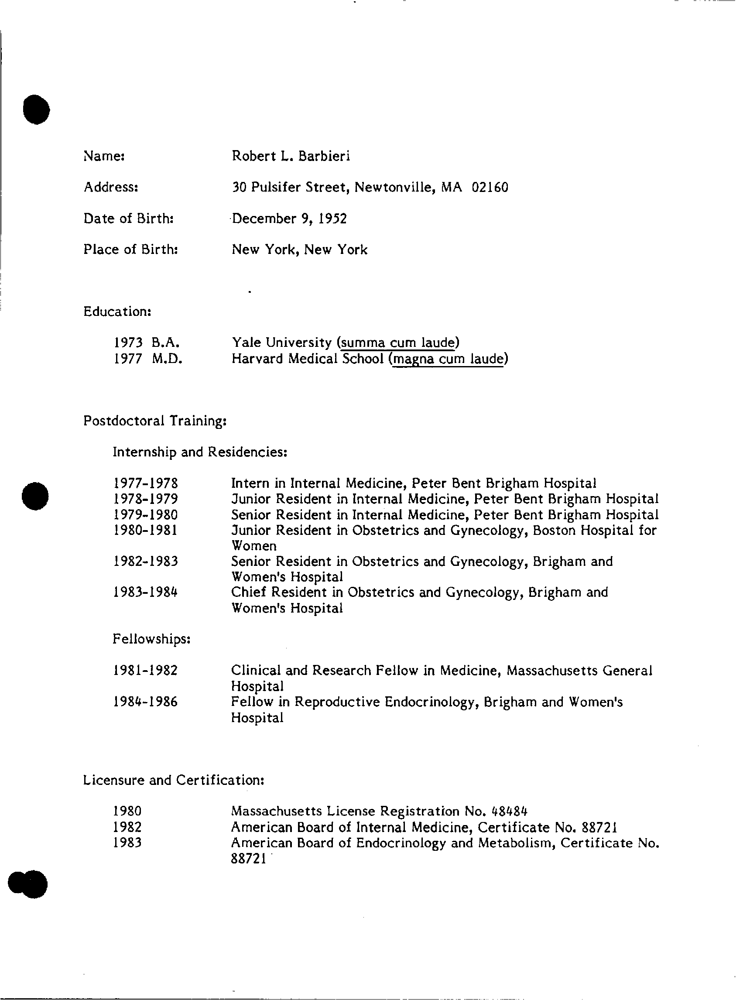 Name: Robert L. Barbieri
Address: 30 Pulsifer Street, Newtonville, MA 02160
Date of Birth: December 9, 1952
Place of Birth: New York, New York
Education:
1973 B.A. Yale University (summa cum laude)
1977 M.D. Harvard Medical School (magna cum laude)
Postdoctoral Training:
Internship and Residencies:
1977-1978 Intern in Internal Medicine, Peter Bent Brigham Hospital
1978-1979 Junior Resident in Internal Medicine, Peter Bent Brigham Hospital
1979-1980 Senior Resident in Internal Medicine, Peter Bent Brigham Hospital
1980-1981 Junior Resident in Obstetrics and Gynecology, Boston Hospital for
Women
1982-1983 Senior Resident in Obstetrics and Gynecology, Brigham and
Women's Hospital
1983-1984 Chief Resident in Obstetrics and Gynecology, Brigham and
Women's Hospital
Fellowships:
1981-1982 Clinical and Research Fellow in Medicine, Massachusetts General
Hospital
1984-1986 Fellow in Reproductive Endocrinology, Brigham and Women's
Hospital
Licensure and Certification:
1980 Massachusetts License Registration No. 48484
1982 American Board of Internal Medicine, Certificate No. 88721
1983 American Board of Endocrinology and Metabolism, Certificate No.
88721